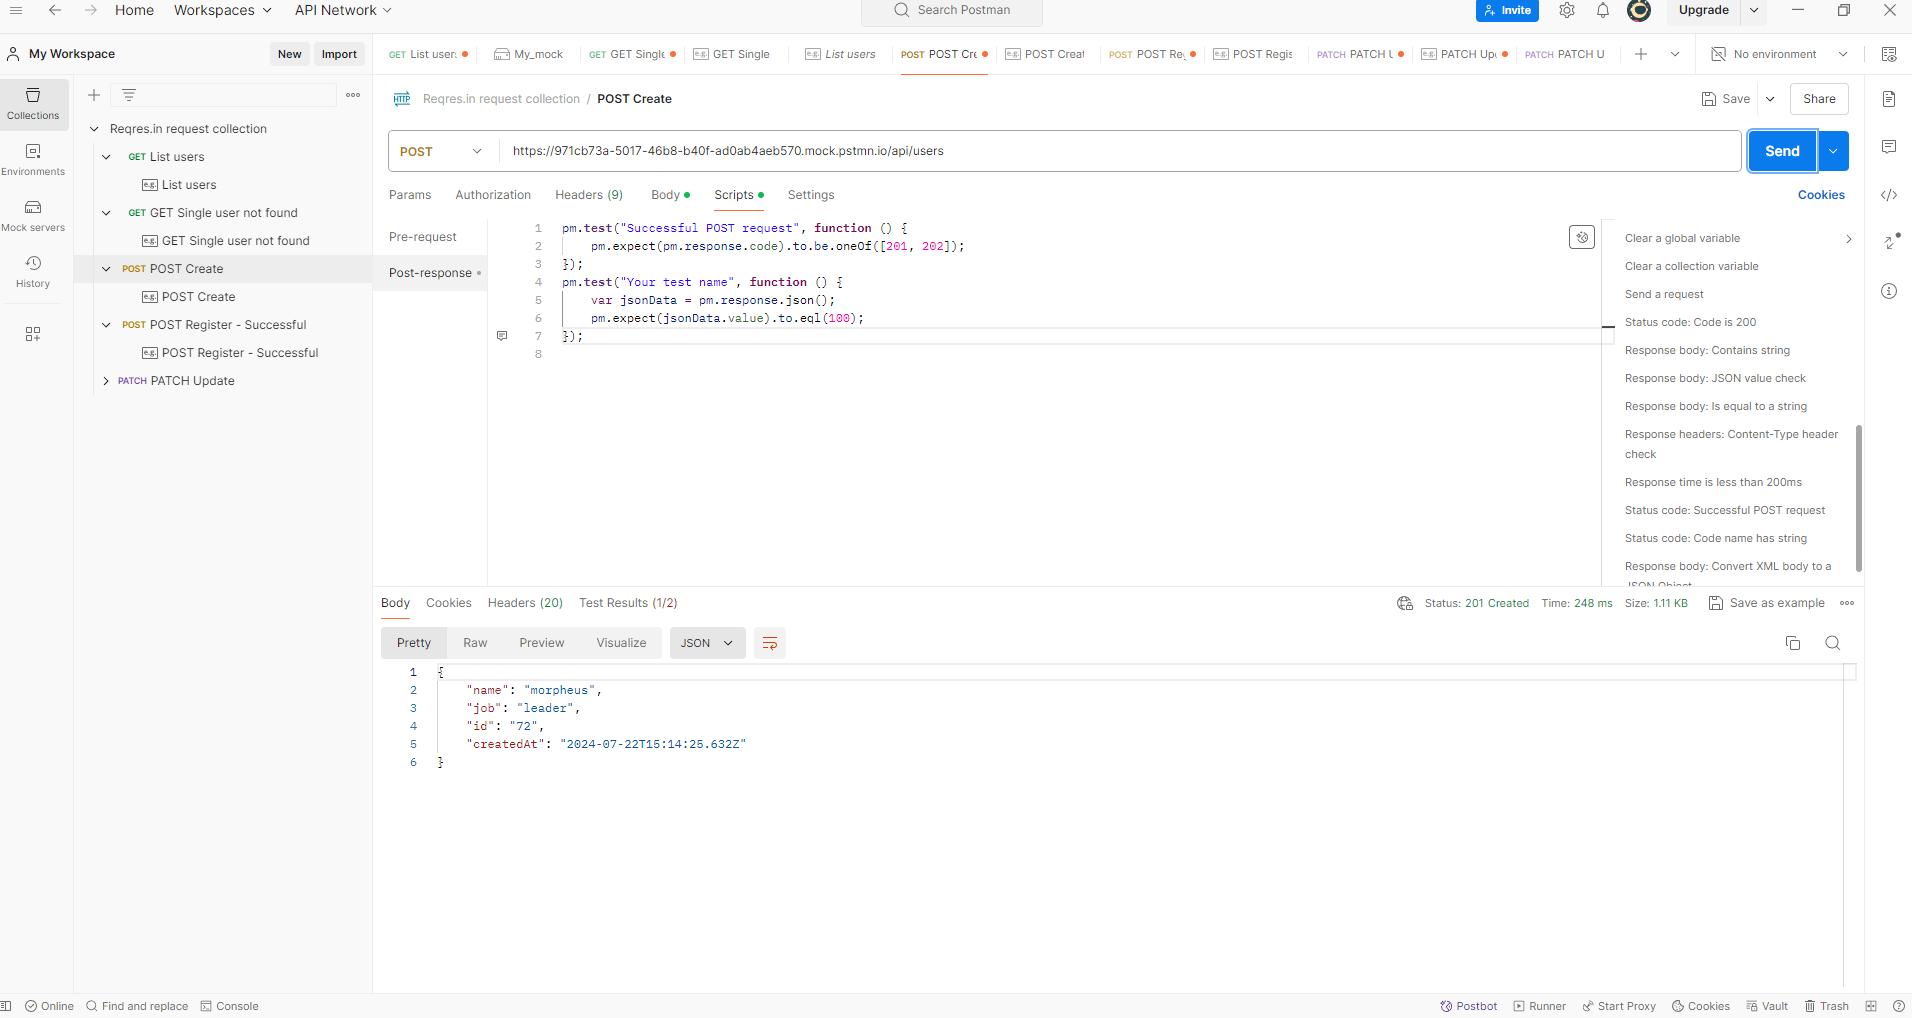 Home Workspaces API Network Search Postman Invite Upgrade
My Workspace New Import GET List user: My_mock GET GET Single e.g. GET Single e.g. List users POST POST Cre e.g. POST Creat POST POST Re e.g. POST Regis PATCH PATCH U e.g. PATCH Up PATCH PATCH U No environment
Collections
Environments
Mock servers
History
Reqres.in request collection
GET List users
e.g. List users
GET GET Single user not found
e.g. GET Single user not found
POST POST Create
e.g. POST Create
POST POST Register - Successful
e.g. POST Register - Successful
PATCH PATCH Update
HTTP Reqres.in request collection / POST Create Save Share
POST https://971cb73a-5017-46b8-b40f-ad0ab4aeb570.mock.pstmn.io/api/users Send
Params Authorization Headers (9) Body Scripts Settings Cookies
Pre-request
Post-response
1 pm.test("Successful POST request", function () {
2 pm.expect(pm.response.code).to.be.oneOf([201, 202]);
3 });
4 pm.test("Your test name", function () {
5 var jsonData = pm.response.json();
6 pm.expect(jsonData.value).to.eql(100);
7 });
8
Clear a global variable
Clear a collection variable
Send a request
Status code: Code is 200
Response body: Contains string
Response body: JSON value check
Response body: Is equal to a string
Response headers: Content-Type header
check
Response time is less than 200ms
Status code: Successful POST request
Status code: Code name has string
Response body: Convert XML body to a
JSON Object
Body Cookies Headers (20) Test Results (1/2) Status: 201 Created Time: 248 ms Size: 1.11 KB Save as example
Pretty Raw Preview Visualize JSON
1 {
2 "name": "morpheus",
3 "job": "leader",
4 "id": "72",
5 "createdAt": "2024-07-22T15:14:25.632Z"
6 }
Online Find and replace Console Postbot Runner Start Proxy Cookies Vault Trash